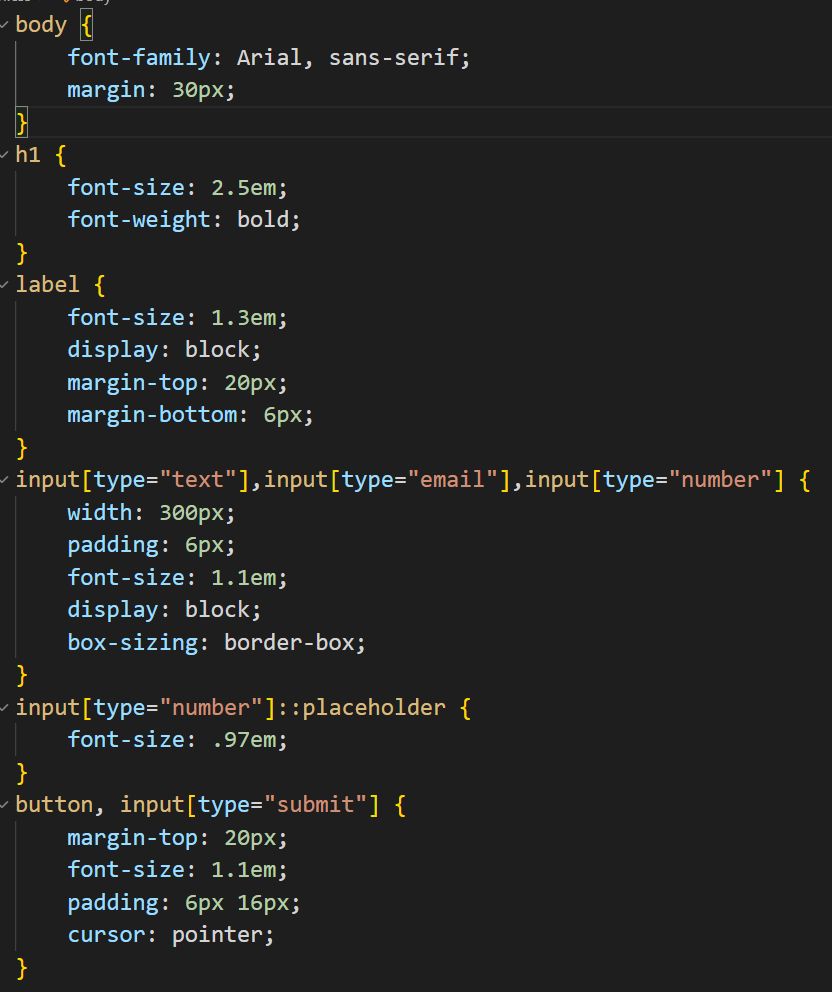 body {
    font-family: Arial, sans-serif;
    margin: 30px;
}
h1 {
    font-size: 2.5em;
    font-weight: bold;
}
label {
    font-size: 1.3em;
    display: block;
    margin-top: 20px;
    margin-bottom: 6px;
}
input[type="text"],input[type="email"],input[type="number"] {
    width: 300px;
    padding: 6px;
    font-size: 1.1em;
    display: block;
    box-sizing: border-box;
}
input[type="number"]::placeholder {
    font-size: .97em;
}
button, input[type="submit"] {
    margin-top: 20px;
    font-size: 1.1em;
    padding: 6px 16px;
    cursor: pointer;
}